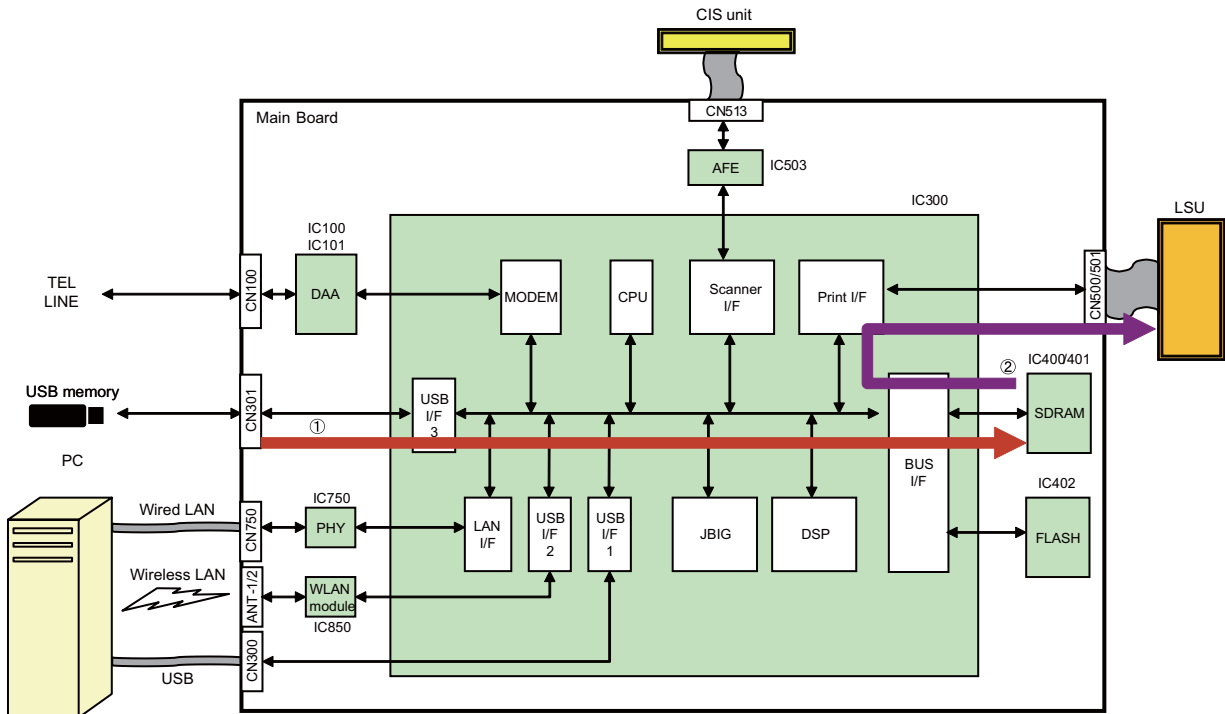 CIS unit
Main Board
CN513
AFE
IC503
IC300
LSU
IC100
IC101
TEL
LINE
CN100
DAA
MODEM
CPU
Scanner
I/F
Print I/F
CN500/501
②
IC400/401
USB memory
CN301
USB
I/F
3
SDRAM
①
PC
BUS
I/F
IC402
Wired LAN
CN750
IC750
PHY
LAN
I/F
USB
I/F
2
USB
I/F
1
JBIG
DSP
FLASH
Wireless LAN
ANT -1/2
WLAN
module
IC850
CN300
USB